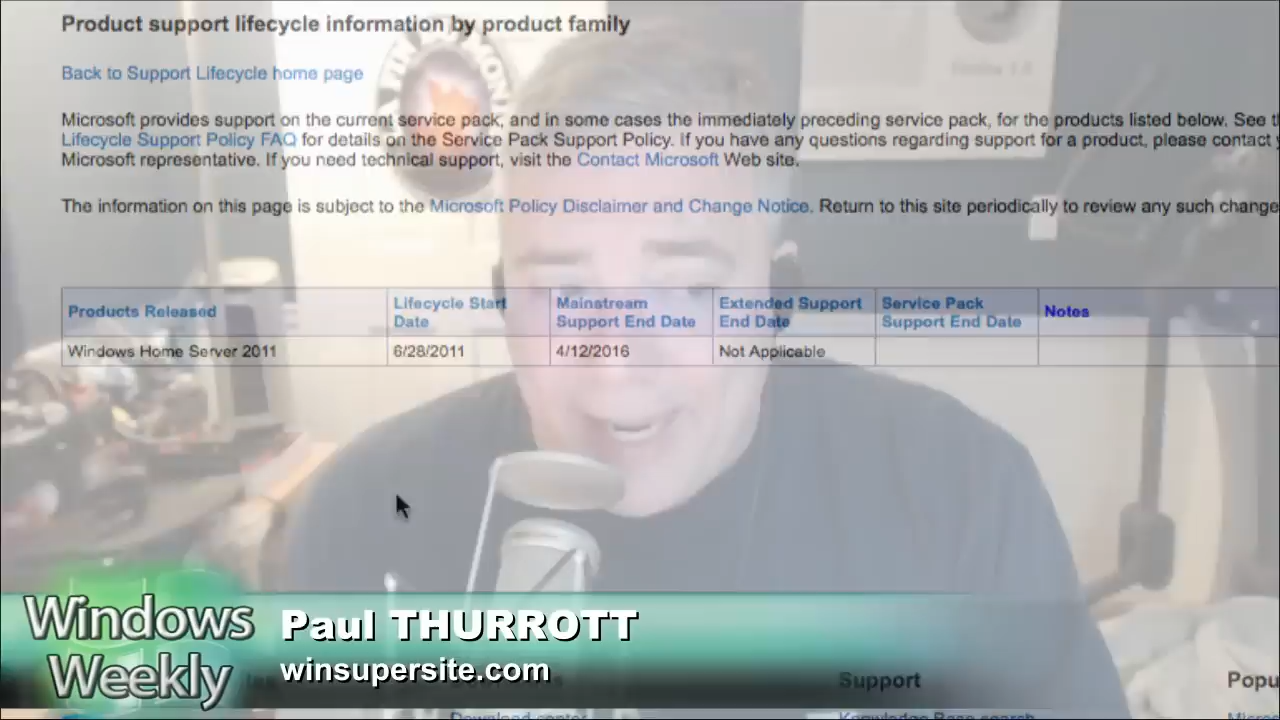 Product support lifecycle information by product family
Back to Support Lifecycle home page
Microsoft provides support on the current service pack, and in some cases the immediately preceding service pack, for the products listed below. See
Lifecycle Support Policy FAQ for details on the Service Pack Support Policy. If you have any questions regarding support for a product, please contact
Microsoft representative. If you need technical support, visit the Contact Microsoft Web site.
The information on this page is subject to the Microsoft Policy Disclaimer and Change Notice. Return to this site periodically to review any such change
Products Released Lifecycle Start Date Mainstream Support End Date Extended Support End Date Service Pack Support End Date Notes
Windows Home Server 2011 6/28/2011 4/12/2016 Not Applicable
Windows
Weekly
Paul THURROTT
winsupersite.com
Support
Popu
Download center
Knowledge Base search